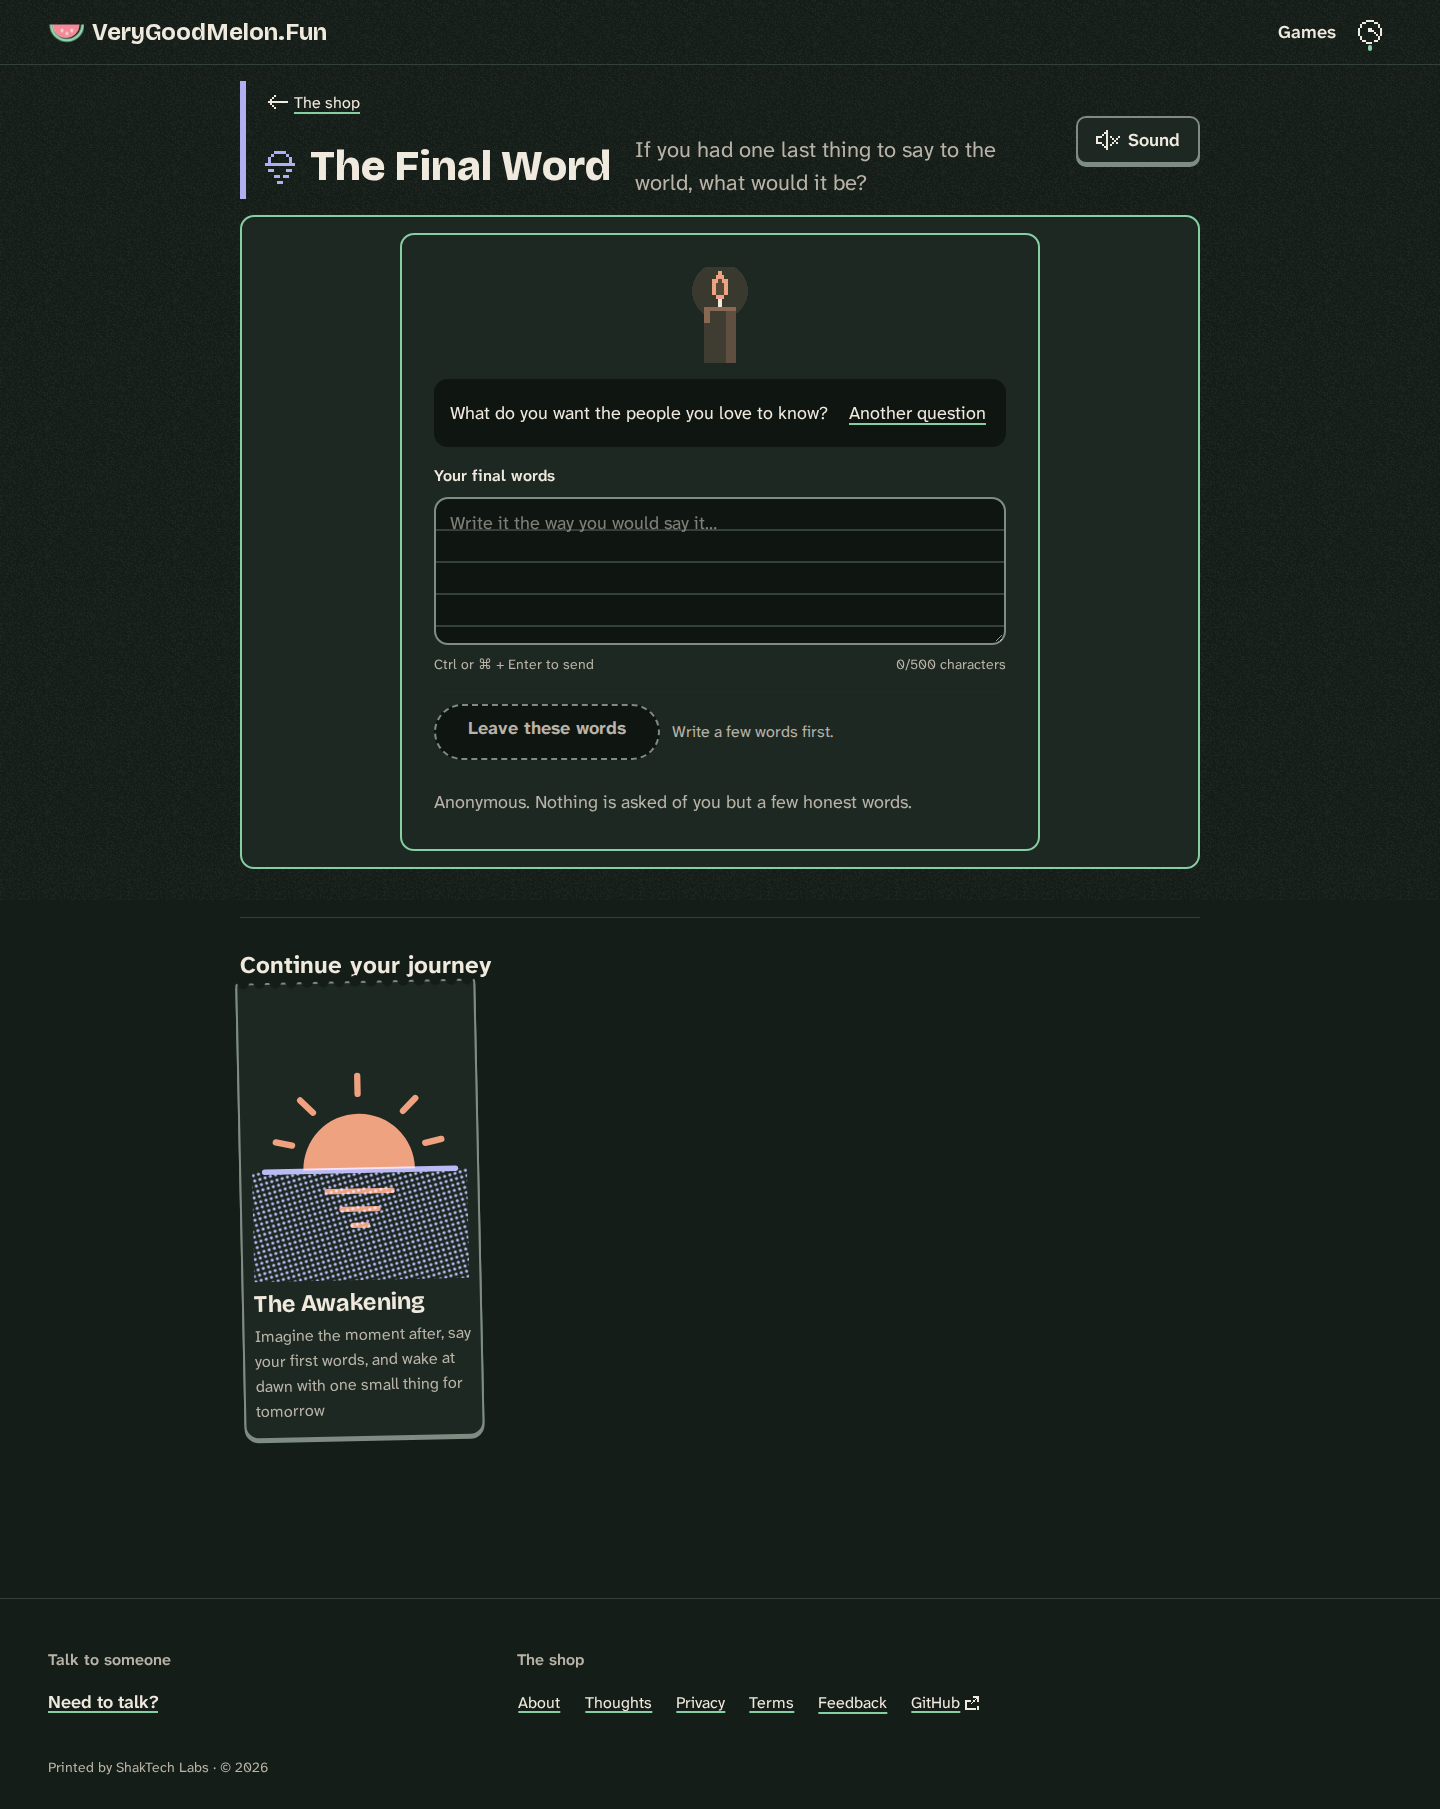 VeryGoodMelon.Fun
Games
The shop
The Final Word
If you had one last thing to say to the
world, what would it be?
Sound
What do you want the people you love to know?
Another question
Your final words
Write it the way you would say it...
Ctrl or ⌘ + Enter to send
0/500 characters
Leave these words
Write a few words first.
Anonymous. Nothing is asked of you but a few honest words.
Continue your journey
The Awakening
Imagine the moment after, say
your first words, and wake at
dawn with one small thing for
tomorrow
Talk to someone
Need to talk?
The shop
About
Thoughts
Privacy
Terms
Feedback
GitHub
Printed by ShakTech Labs · © 2026